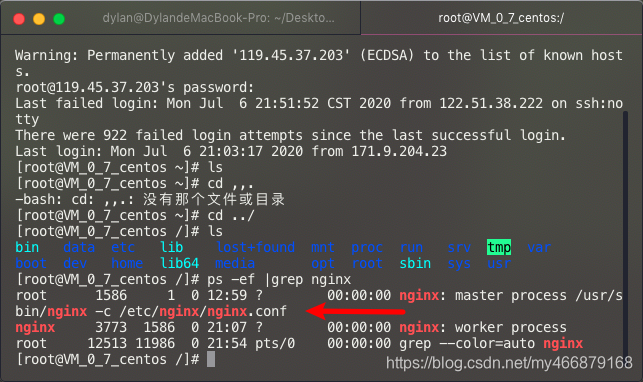 dylan@DylandeMacBook-Pro: ~/Deskto...
root@VM_0_7_centos:/
Warning: Permanently added '119.45.37.203' (ECDSA) to the list of known host
s.
root@119.45.37.203's password:
Last failed login: Mon Jul  6 21:51:52 CST 2020 from 122.51.38.222 on ssh:no
tty
There were 922 failed login attempts since the last successful login.
Last login: Mon Jul  6 21:03:17 2020 from 171.9.204.23
[root@VM_0_7_centos ~]# ls
[root@VM_0_7_centos ~]# cd ,,.
-bash: cd: ,,.: 没有那个文件或目录
[root@VM_0_7_centos ~]# cd ../
[root@VM_0_7_centos /]# ls
bin   data  etc   lib    lost+found  mnt  proc  run   srv  tmp  var
boot  dev   home  lib64  media       opt  root  sbin  sys  usr
[root@VM_0_7_centos /]# ps -ef |grep nginx
root      1586     1  0 12:59 ?        00:00:00 nginx: master process /usr/s
bin/nginx -c /etc/nginx/nginx.conf
nginx     3773  1586  0 21:07 ?        00:00:00 nginx: worker process
root     12513 11986  0 21:54 pts/0    00:00:00 grep --color=auto nginx
[root@VM_0_7_centos /]#
https://blog.csdn.net/my466879168